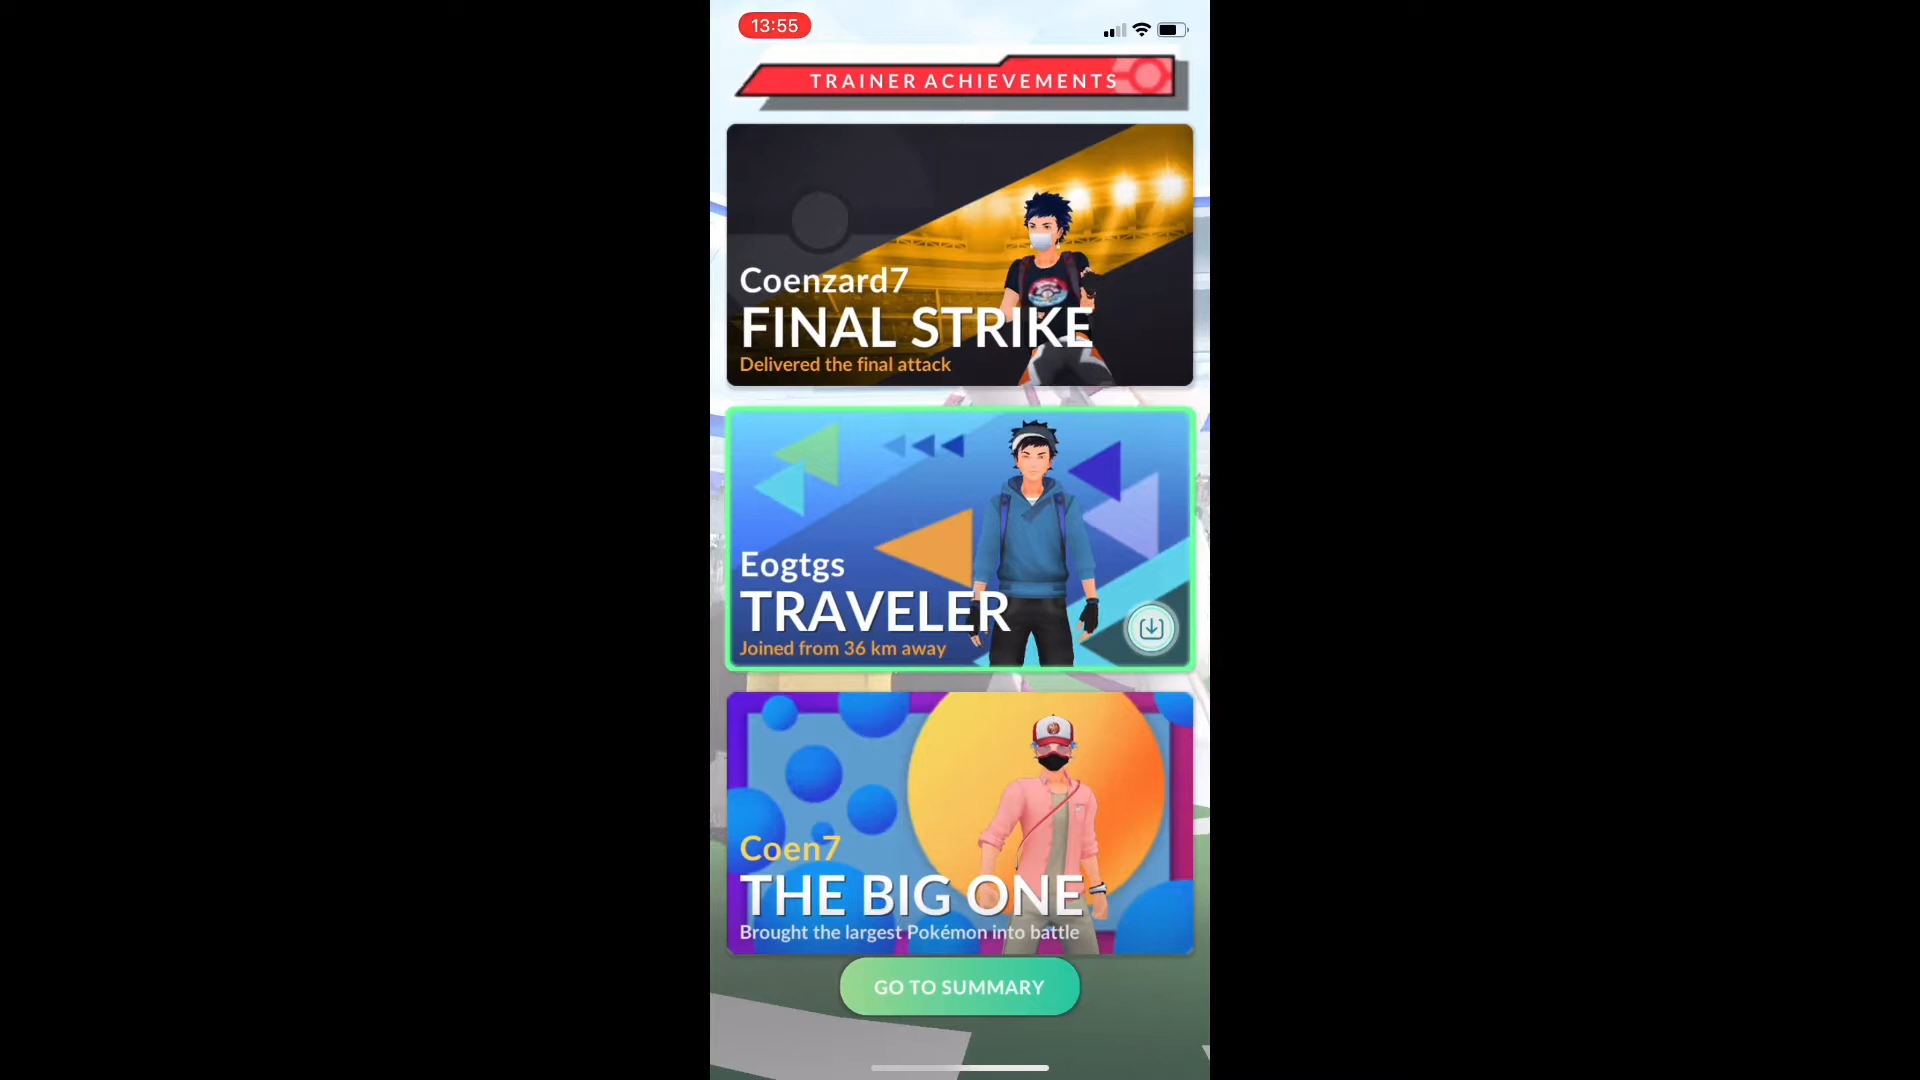 13:55
TRAINER ACHIEVEMENTS
Coenzard7
FINAL STRIKE
Delivered the final attack
Eogtgs
TRAVELER
Joined from 36 km away
Coen7
THE BIG ONE
Brought the largest Pokémon into battle
GO TO SUMMARY